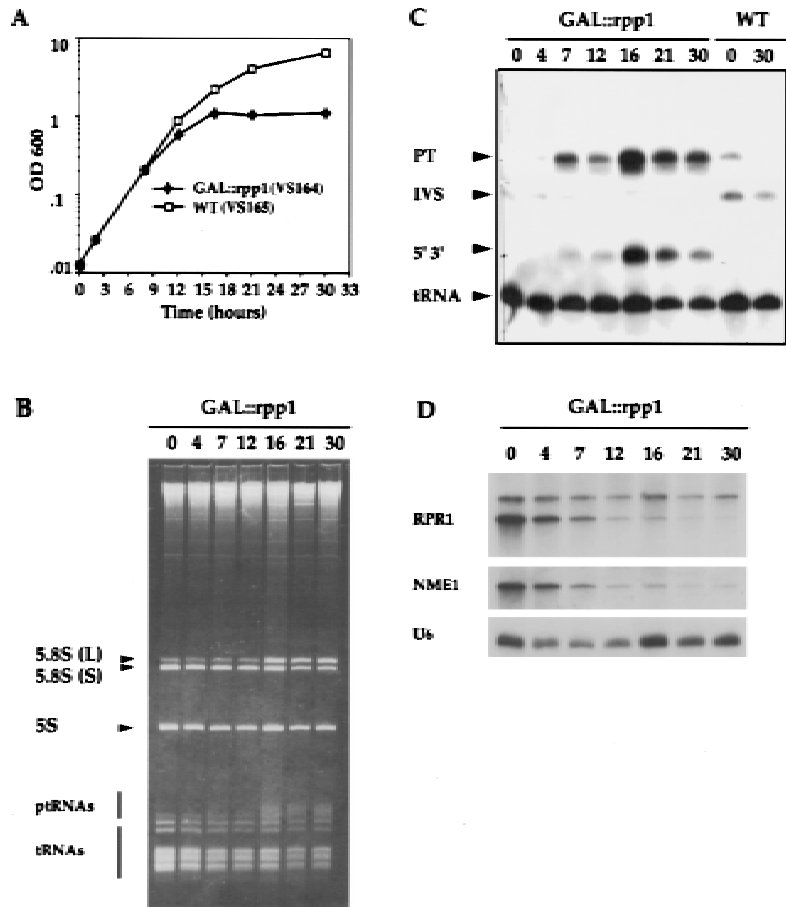 A
10
1
.1
.01
OD 600
GAL::rpp1 (VS164)
WT (VS165)
0 3 6 9 12 15 18 21 24 27 30 33
Time (hours)
C
GAL::rpp1 WT
0 4 7 12 16 21 30 0 30
PT
IVS
5' 3'
tRNA
B
GAL::rpp1
0 4 7 12 16 21 30
5.8S (L)
5.8S (S)
5S
ptRNAs
tRNAs
D
GAL::rpp1
0 4 7 12 16 21 30
RPR1
NME1
U6